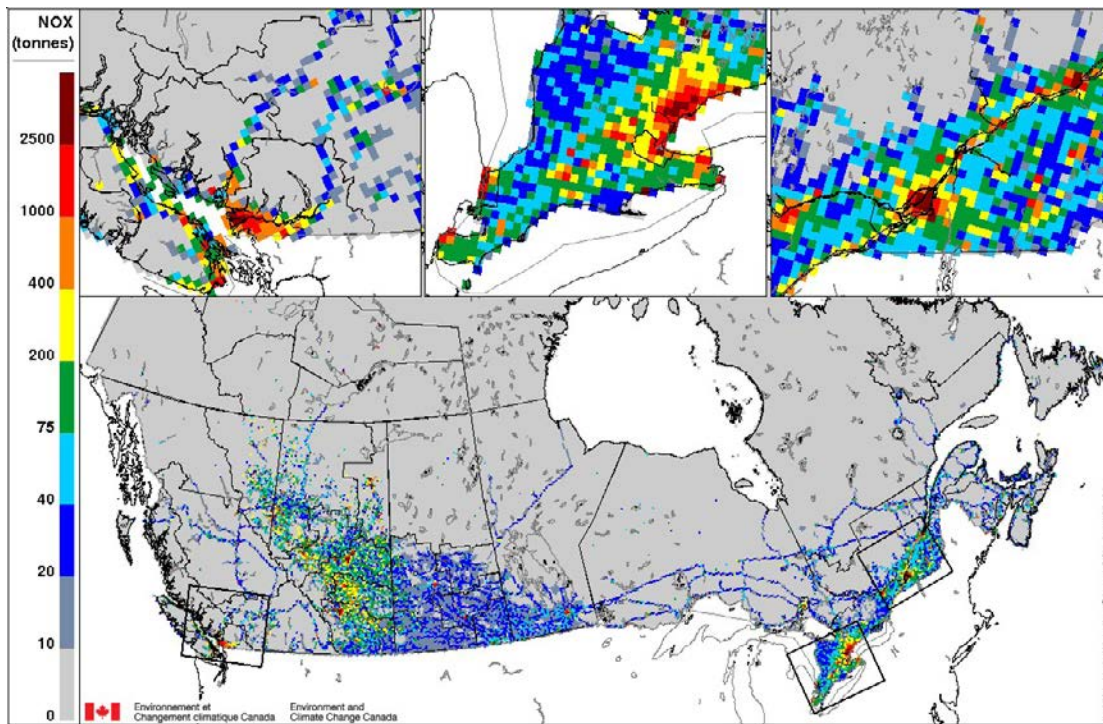 NOX
(tonnes)
2500
1000
400
200
75
40
20
10
0
Environnement et
Changement climatique Canada
Environment and
Climate Change Canada